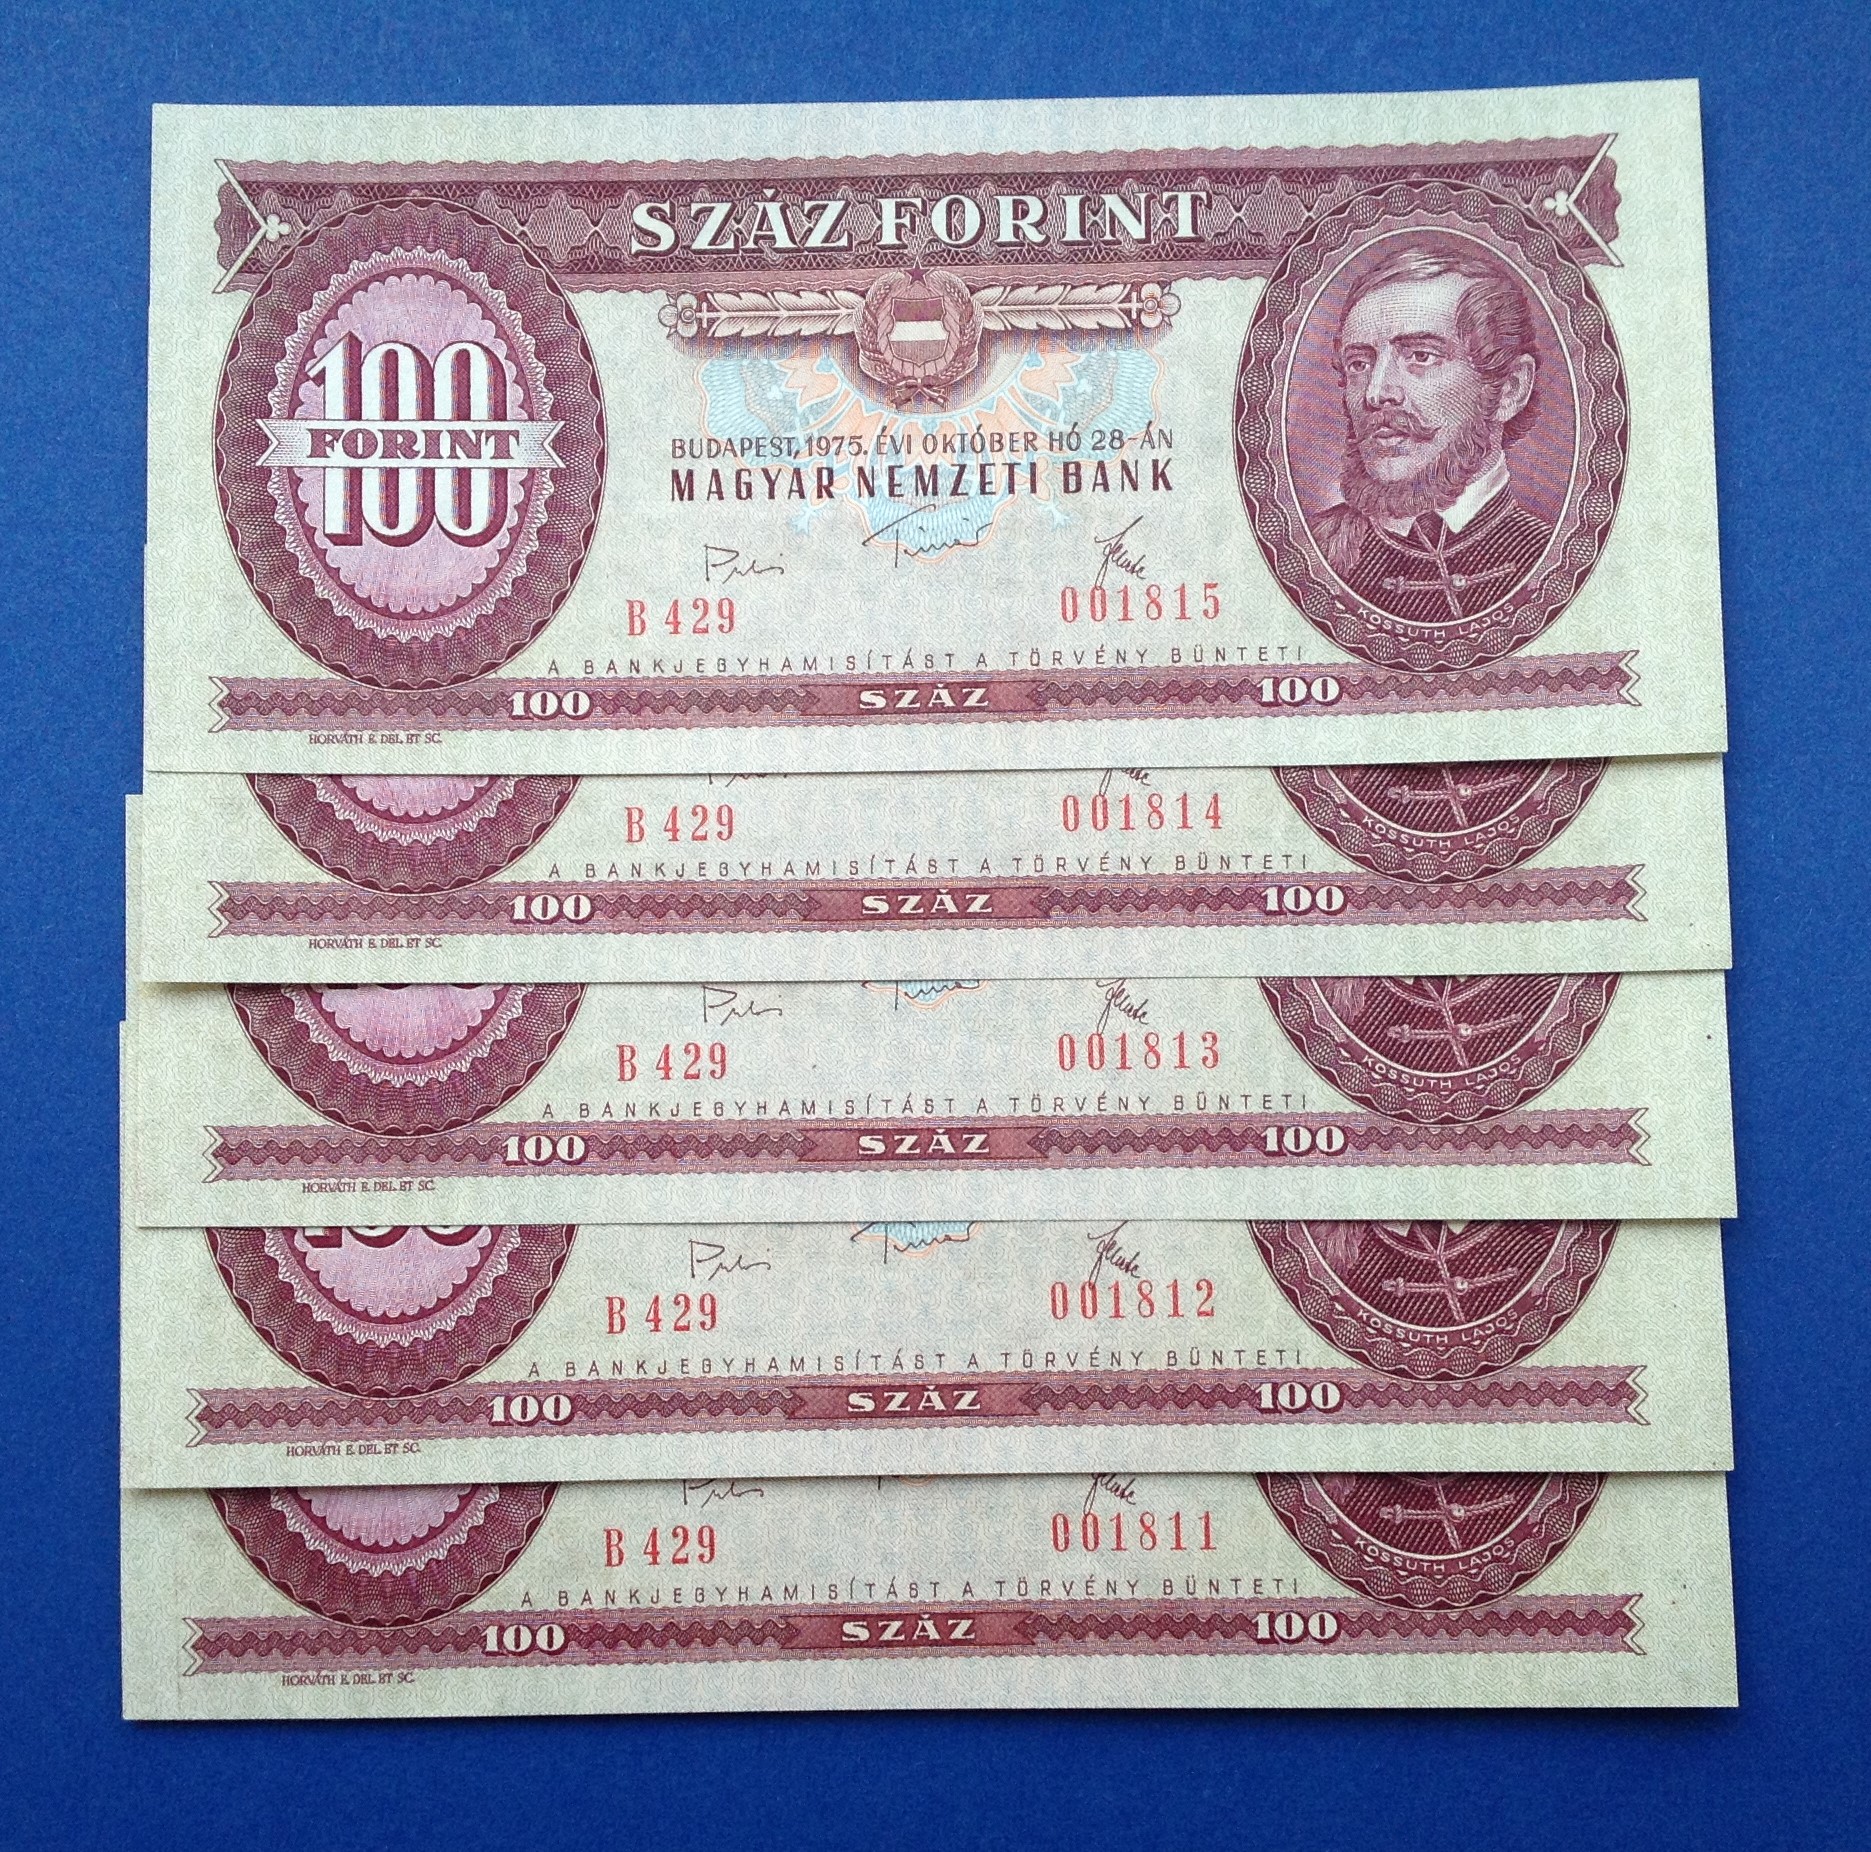 SZÁZ FORINT
100
FORINT
100
BUDAPEST, 1975. ÉVI OKTÓBER HÓ 28-ÁN
MAGYAR NEMZETI BANK
B 429 001815
KOSSUTH LAJOS
A BANKJEGYHAMISÍTÁST A TÖRVÉNY BÜNTETI
100 SZÁZ 100
HORVÁTH E. DEL. ET SC.
B 429 001814
KOSSUTH LAJOS
A BANKJEGYHAMISÍTÁST A TÖRVÉNY BÜNTETI
100 SZÁZ 100
HORVÁTH E. DEL. ET SC.
B 429 001813
KOSSUTH LAJOS
A BANKJEGYHAMISÍTÁST A TÖRVÉNY BÜNTETI
100 SZÁZ 100
HORVÁTH E. DEL. ET SC.
B 429 001812
KOSSUTH LAJOS
A BANKJEGYHAMISÍTÁST A TÖRVÉNY BÜNTETI
100 SZÁZ 100
HORVÁTH E. DEL. ET SC.
B 429 001811
KOSSUTH LAJOS
A BANKJEGYHAMISÍTÁST A TÖRVÉNY BÜNTETI
100 SZÁZ 100
HORVÁTH E. DEL. ET SC.